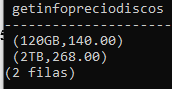 getinfopreciodiscos
-------------------------
(120GB,140.00)
(2TB,268.00)
(2 filas)